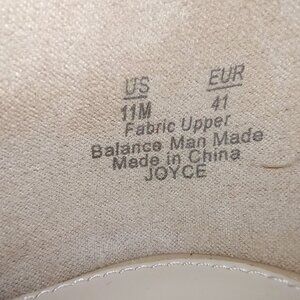 US EUR
11M 41
Fabric Upper
Balance Man Made
Made in China
JOYCE